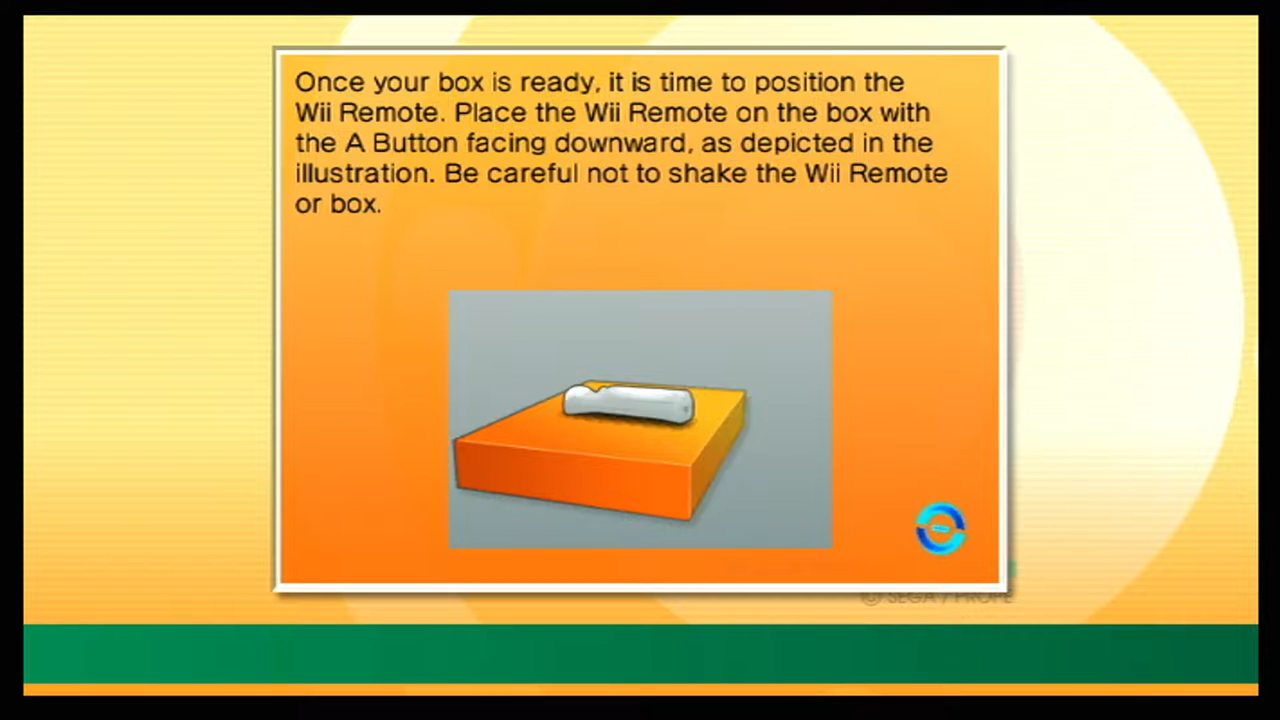 Once your box is ready, it is time to position the
Wii Remote. Place the Wii Remote on the box with
the A Button facing downward, as depicted in the
illustration. Be careful not to shake the Wii Remote
or box.
© SEGA / PROPE